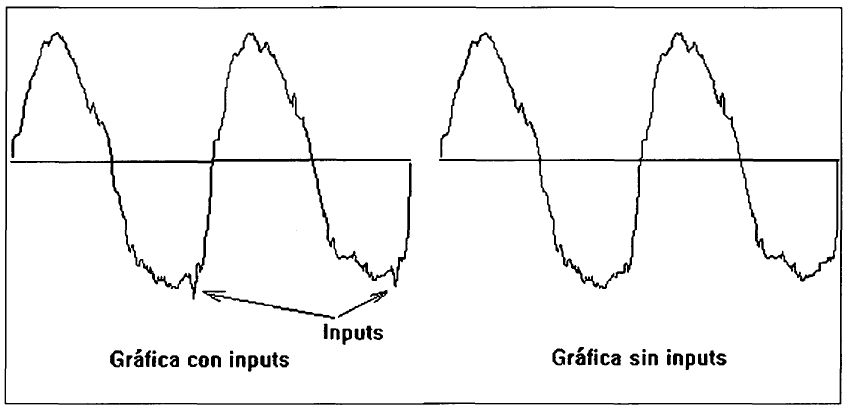 Inputs
Gráfica con inputs
Gráfica sin inputs